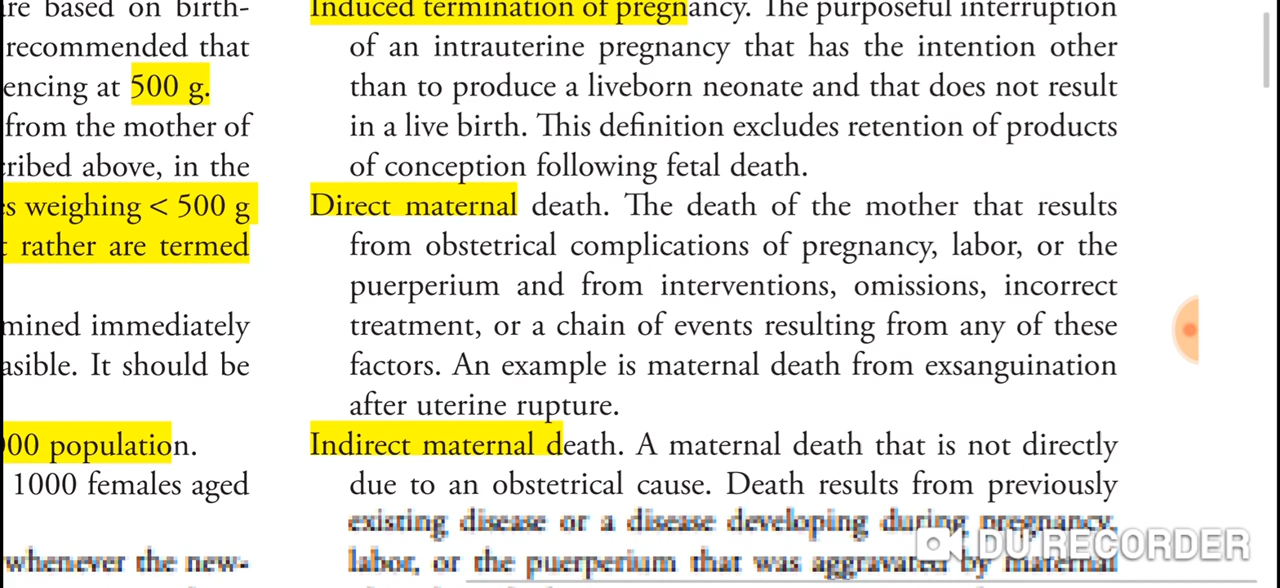 re based on birth-
recommended that
encing at 500 g.
from the mother of
ribed above, in the
s weighing < 500 g
rather are termed
mined immediately
asible. It should be
00 population.
1000 females aged
whenever the new-
Induced termination of pregnancy. The purposeful interruption
of an intrauterine pregnancy that has the intention other
than to produce a liveborn neonate and that does not result
in a live birth. This definition excludes retention of products
of conception following fetal death.
Direct maternal death. The death of the mother that results
from obstetrical complications of pregnancy, labor, or the
puerperium and from interventions, omissions, incorrect
treatment, or a chain of events resulting from any of these
factors. An example is maternal death from exsanguination
after uterine rupture.
Indirect maternal death. A maternal death that is not directly
due to an obstetrical cause. Death results from previously
existing disease or a disease developing during pregnancy,
labor, or the puerperium that was aggravated by maternal
DU RECORDER